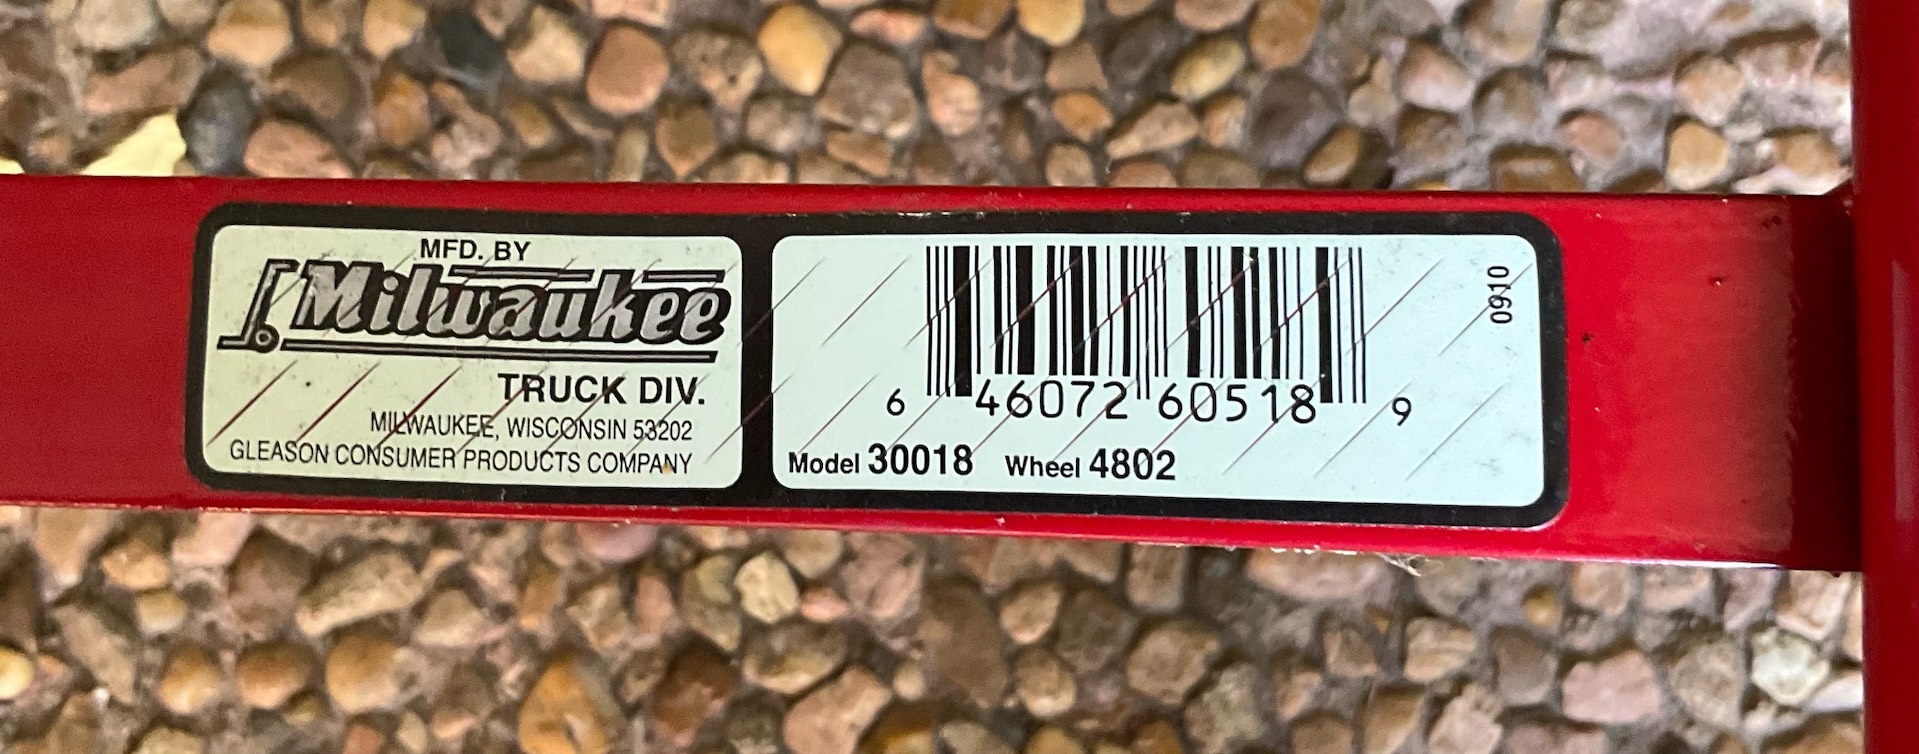 MFD. BY
Milwaukee
TRUCK DIV.
MILWAUKEE, WISCONSIN 53202
GLEASON CONSUMER PRODUCTS COMPANY
6 46072 60518 9
Model 30018 Wheel 4802
0910